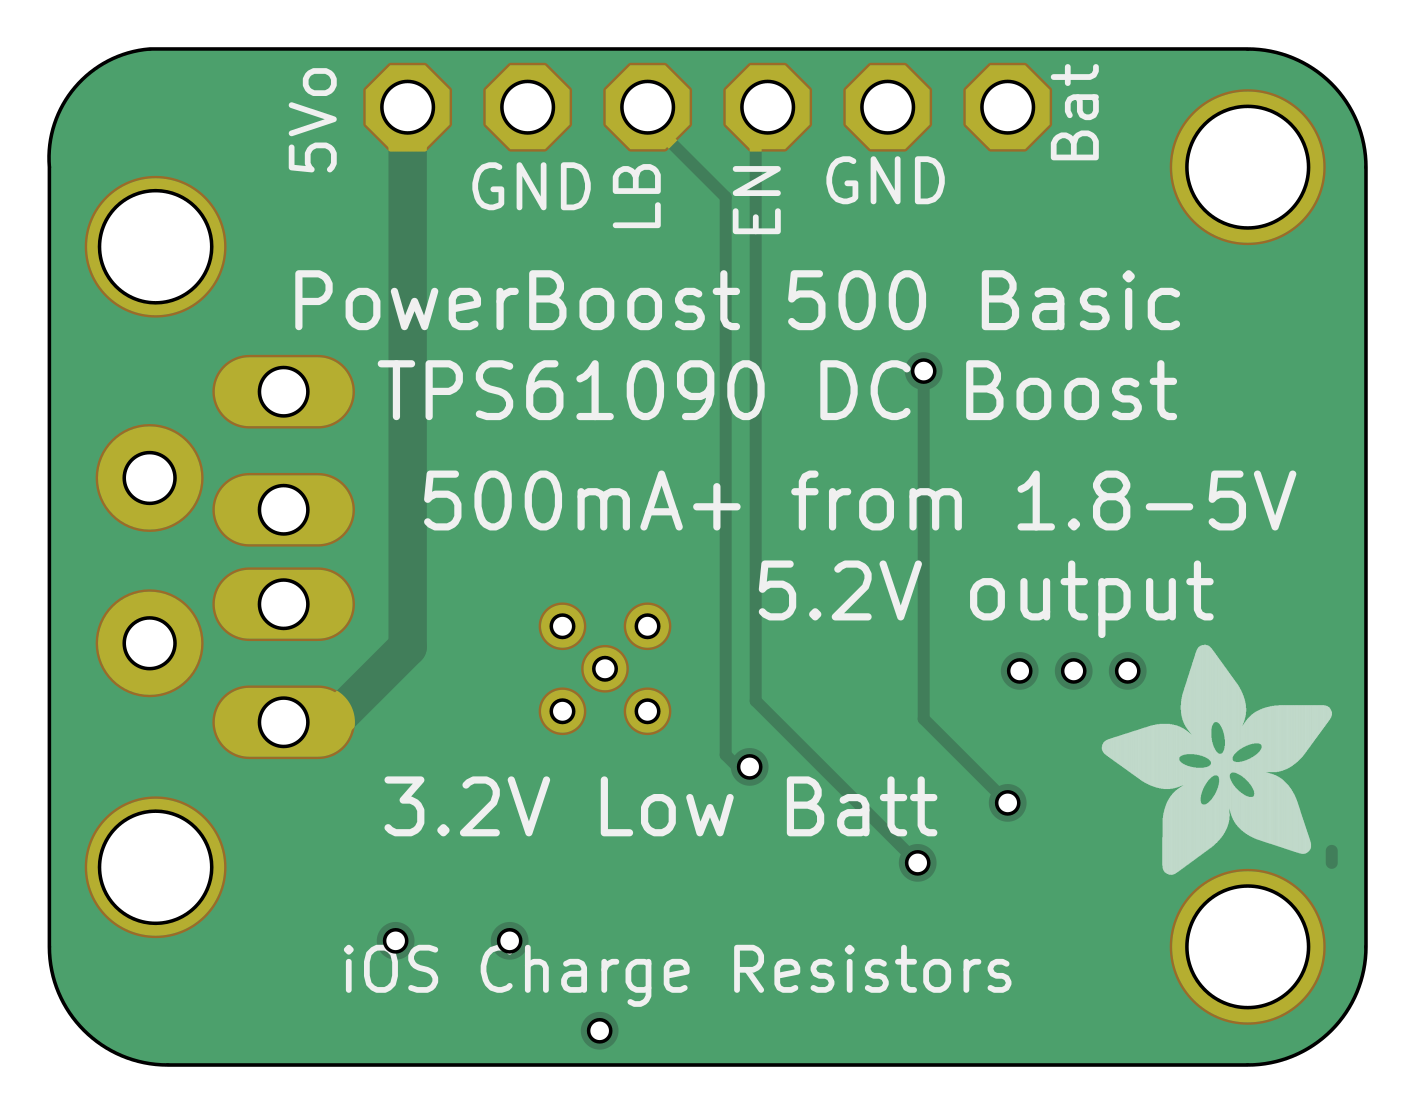 5Vo
GND
LB
EN
GND
Bat
PowerBoost 500 Basic
TPS61090 DC Boost
500mA+ from 1.8-5V
5.2V output
3.2V Low Batt
iOS Charge Resistors